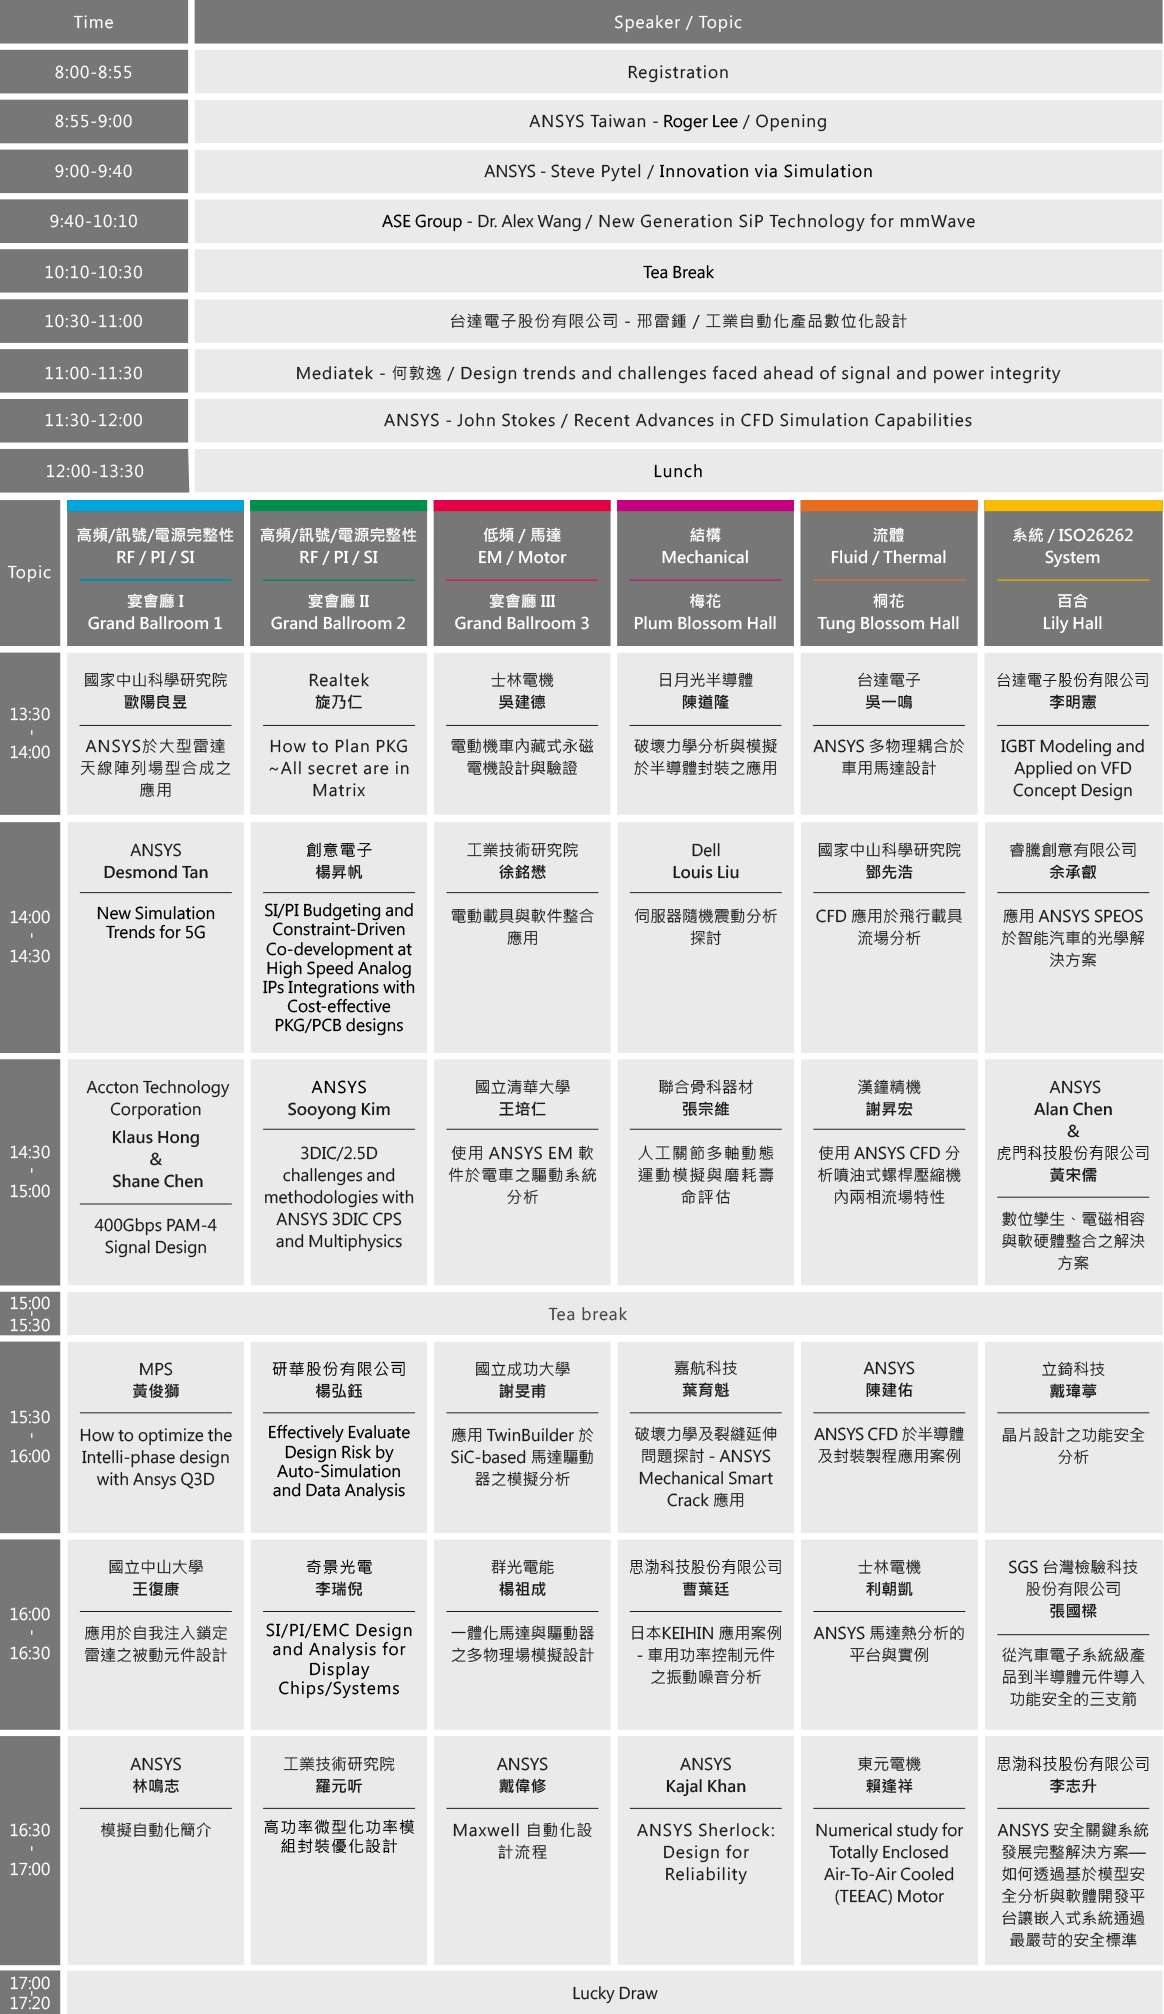 Time
Speaker / Topic
8:00-8:55
Registration
8:55-9:00
ANSYS Taiwan - Roger Lee / Opening
9:00-9:40
ANSYS - Steve Pytel / Innovation via Simulation
9:40-10:10
ASE Group - Dr. Alex Wang / New Generation SiP Technology for mmWave
10:10-10:30
Tea Break
10:30-11:00
台達電子股份有限公司 - 邢雷鍾 / 工業自動化產品數位化設計
11:00-11:30
Mediatek - 何敦逸 / Design trends and challenges faced ahead of signal and power integrity
11:30-12:00
ANSYS - John Stokes / Recent Advances in CFD Simulation Capabilities
12:00-13:30
Lunch
Topic
高頻/訊號/電源完整性
RF / PI / SI
宴會廳 I
Grand Ballroom 1
高頻/訊號/電源完整性
RF / PI / SI
宴會廳 II
Grand Ballroom 2
低頻 / 馬達
EM / Motor
宴會廳 III
Grand Ballroom 3
結構
Mechanical
梅花
Plum Blossom Hall
流體
Fluid / Thermal
桐花
Tung Blossom Hall
系統 / ISO26262
System
百合
Lily Hall
13:30
-
14:00
國家中山科學研究院
歐陽良昱
ANSYS於大型雷達
天線陣列場型合成之
應用
Realtek
旋乃仁
How to Plan PKG
~All secret are in
Matrix
士林電機
吳建德
電動機車內藏式永磁
電機設計與驗證
日月光半導體
陳道隆
破壞力學分析與模擬
於半導體封裝之應用
台達電子
吳一鳴
ANSYS 多物理耦合於
車用馬達設計
台達電子股份有限公司
李明憲
IGBT Modeling and
Applied on VFD
Concept Design
14:00
-
14:30
ANSYS
Desmond Tan
New Simulation
Trends for 5G
創意電子
楊昇帆
SI/PI Budgeting and
Constraint-Driven
Co-development at
High Speed Analog
IPs Integrations with
Cost-effective
PKG/PCB designs
工業技術研究院
徐銘懋
電動載具與軟件整合
應用
Dell
Louis Liu
伺服器隨機震動分析
探討
國家中山科學研究院
鄧先浩
CFD 應用於飛行載具
流場分析
睿騰創意有限公司
余承叡
應用 ANSYS SPEOS
於智能汽車的光學解
決方案
14:30
-
15:00
Accton Technology
Corporation
Klaus Hong
&
Shane Chen
400Gbps PAM-4
Signal Design
ANSYS
Sooyong Kim
3DIC/2.5D
challenges and
methodologies with
ANSYS 3DIC CPS
and Multiphysics
國立清華大學
王培仁
使用 ANSYS EM 軟
件於電車之驅動系統
分析
聯合骨科器材
張宗維
人工關節多軸動態
運動模擬與磨耗壽
命評估
漢鐘精機
謝昇宏
使用 ANSYS CFD 分
析噴油式螺桿壓縮機
內兩相流場特性
ANSYS
Alan Chen
&
虎門科技股份有限公司
黃宋儒
數位孿生、電磁相容
與軟硬體整合之解決
方案
15:00
-
15:30
Tea break
15:30
-
16:00
MPS
黃俊獅
How to optimize the
Intelli-phase design
with Ansys Q3D
研華股份有限公司
楊弘鈺
Effectively Evaluate
Design Risk by
Auto-Simulation
and Data Analysis
國立成功大學
謝旻甫
應用 TwinBuilder 於
SiC-based 馬達驅動
器之模擬分析
嘉航科技
葉育魁
破壞力學及裂縫延伸
問題探討 - ANSYS
Mechanical Smart
Crack 應用
ANSYS
陳建佑
ANSYS CFD 於半導體
及封裝製程應用案例
立錡科技
戴瑋葶
晶片設計之功能安全
分析
16:00
-
16:30
國立中山大學
王復康
應用於自我注入鎖定
雷達之被動元件設計
奇景光電
李瑞倪
SI/PI/EMC Design
and Analysis for
Display
Chips/Systems
群光電能
楊祖成
一體化馬達與驅動器
之多物理場模擬設計
思渤科技股份有限公司
曹葉廷
日本KEIHIN 應用案例
- 車用功率控制元件
之振動噪音分析
士林電機
利朝凱
ANSYS 馬達熱分析的
平台與實例
SGS 台灣檢驗科技
股份有限公司
張國樑
從汽車電子系統級產
品到半導體元件導入
功能安全的三支箭
16:30
-
17:00
ANSYS
林鳴志
模擬自動化簡介
工業技術研究院
羅元听
高功率微型化功率模
組封裝優化設計
ANSYS
戴偉修
Maxwell 自動化設
計流程
ANSYS
Kajal Khan
ANSYS Sherlock:
Design for
Reliability
東元電機
賴逢祥
Numerical study for
Totally Enclosed
Air-To-Air Cooled
(TEEAC) Motor
思渤科技股份有限公司
李志升
ANSYS 安全關鍵系統
發展完整解決方案—
如何透過基於模型安
全分析與軟體開發平
台讓嵌入式系統通過
最嚴苛的安全標準
17:00
-
17:20
Lucky Draw